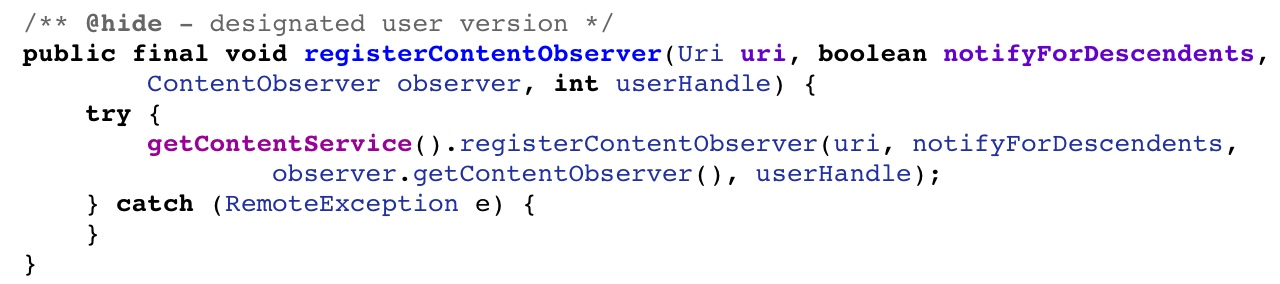 /** @hide - designated user version */
public final void registerContentObserver(Uri uri, boolean notifyForDescendents,
        ContentObserver observer, int userHandle) {
    try {
        getContentService().registerContentObserver(uri, notifyForDescendents,
                observer.getContentObserver(), userHandle);
    } catch (RemoteException e) {
    }
}